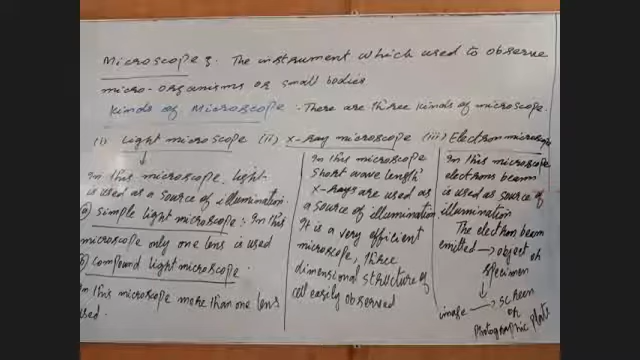 Microscope :- The instrument which used to observe
micro-organisms or small bodies
Kinds of Microscope - There are three kinds of microscope.
(i) Light microscope (ii) X-ray microscope (iii) Electron microscope
In this microscope, light
is used as a source of illumination.
(a) Simple light microscope :- In this
microscope only one lens is used
(b) Compound light microscope -
In this microscope more than one lens
used.
In this microscope
Short wave length
X-rays are used as
a source of illumination.
It is a very efficient
microscope, three
dimensional structure of
cell easily observed
In this microscope
electrons beam
is used as source of
illumination
The electron beam
emitted → object or
specimen
↓
image → screen
or
Photographic plate